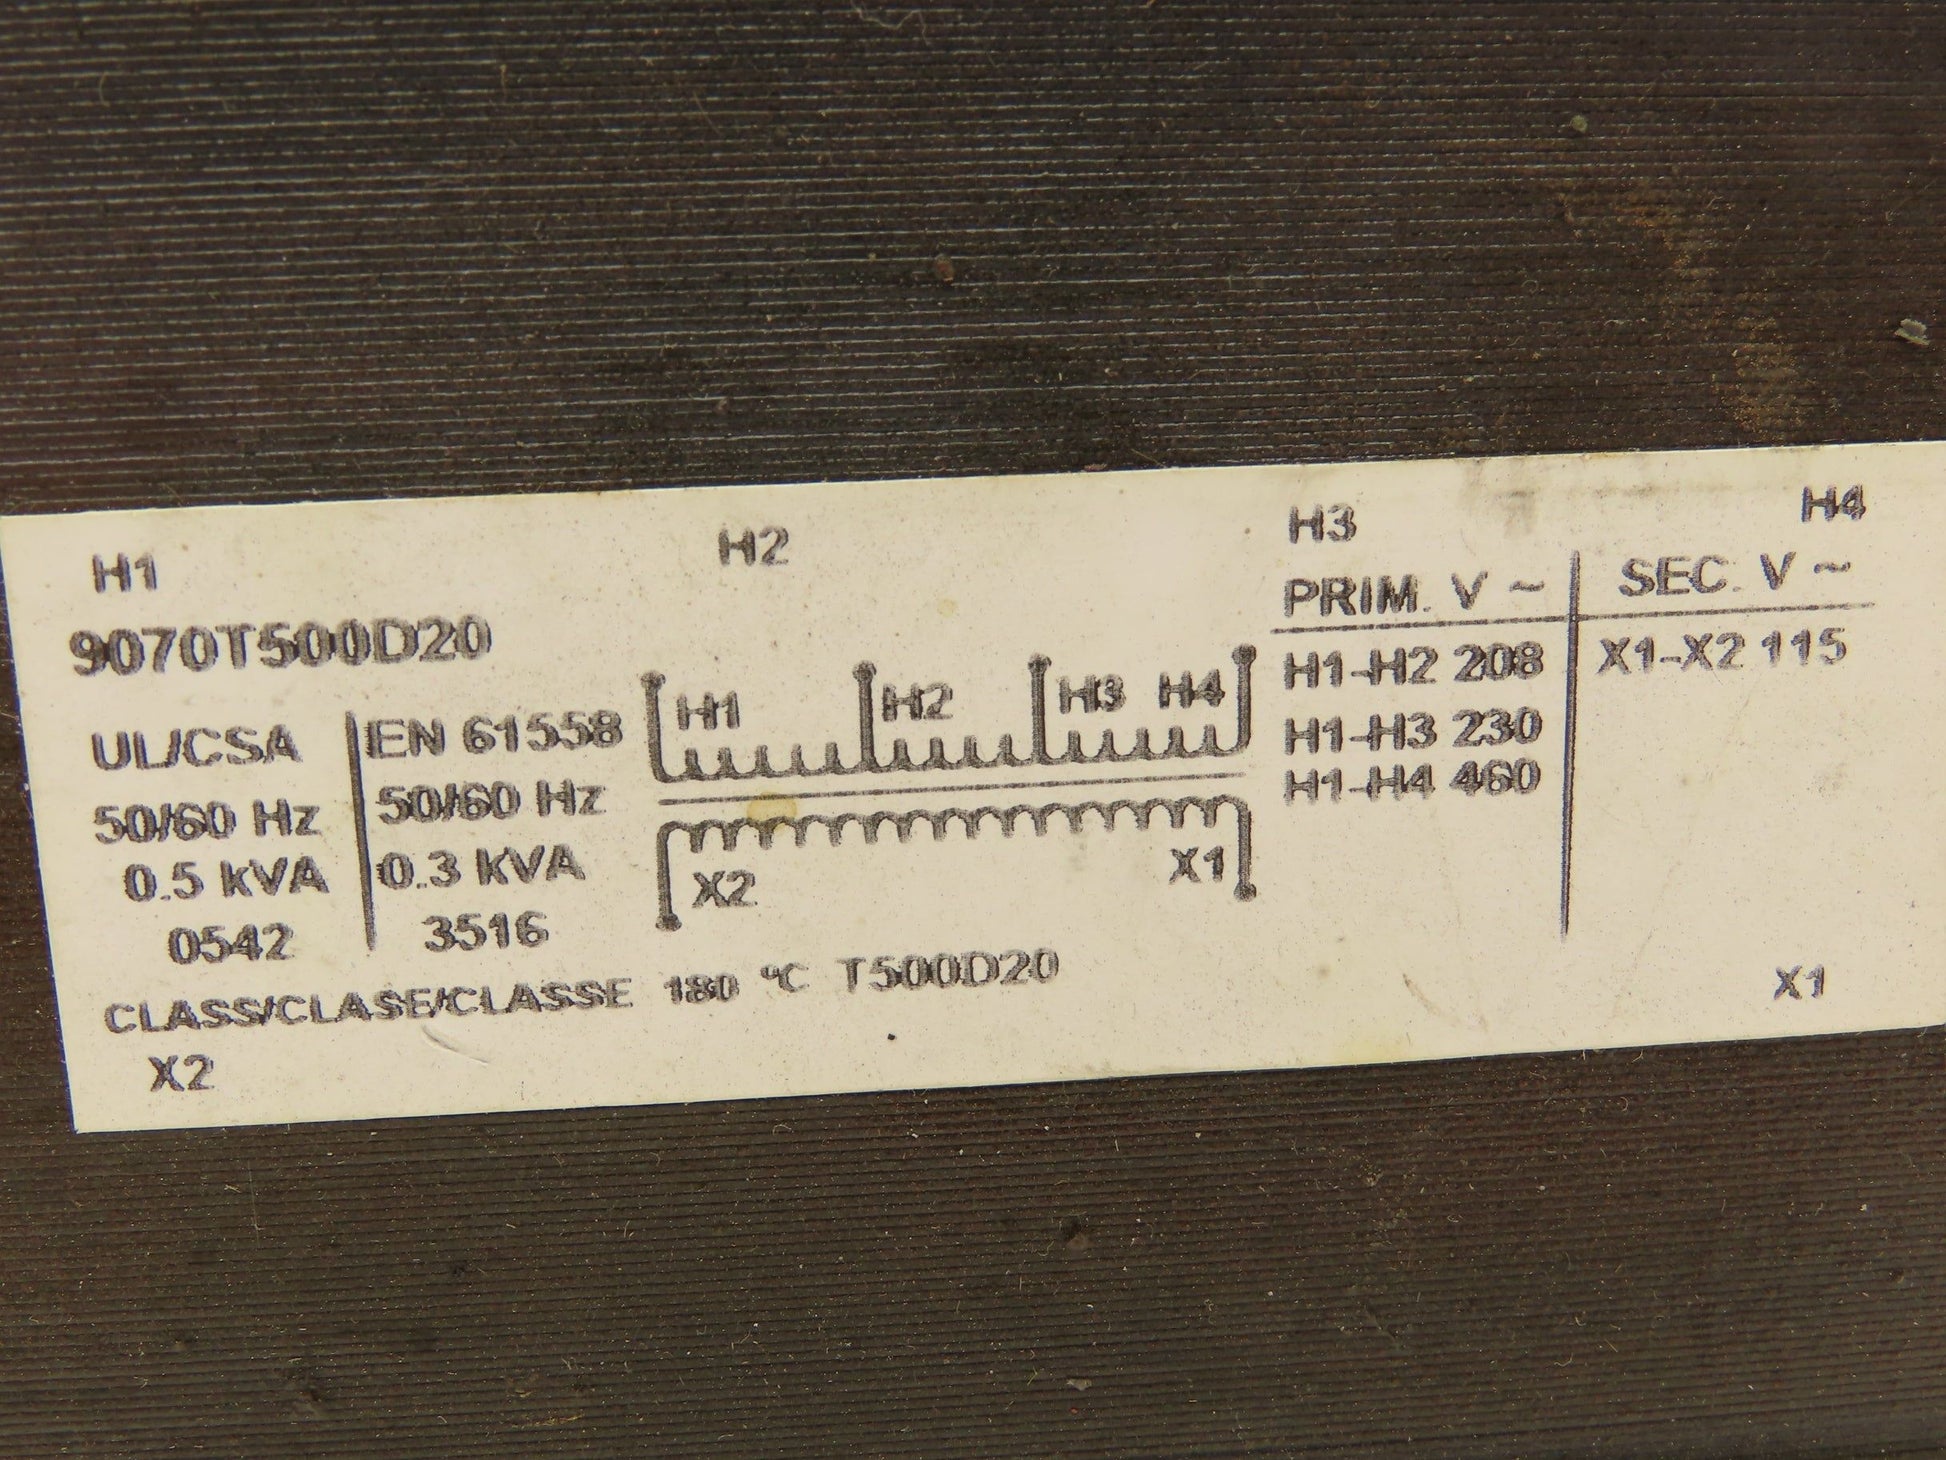 H1 H2 H3 H4
9070T500D20
UL/CSA EN 61558
50/60 Hz 50/60 Hz
0.5 kVA 0.3 KVA
0542 3516
CLASS/CLASE/CLASSE 180 °C T500D20
H1 H2 H3 H4
X2 X1
PRIM. V ~ SEC. V ~
H1-H2 208 X1-X2 115
H1-H3 230
H1-H4 460
X2 X1